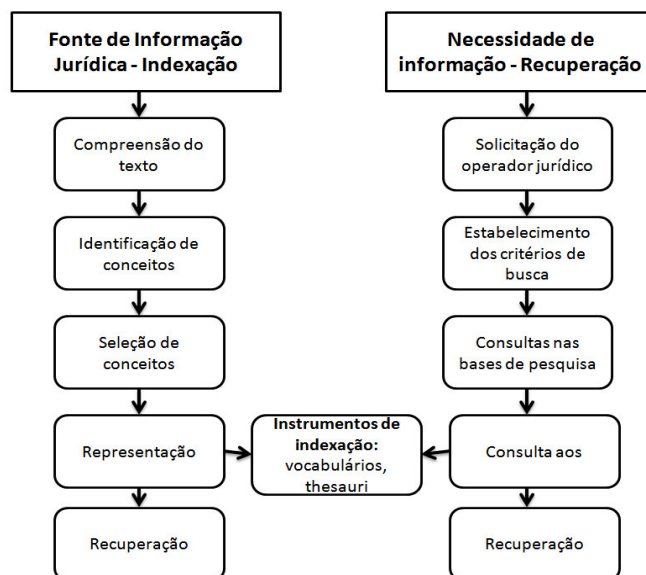 Fonte de Informação
Jurídica - Indexação
Compreensão do
texto
Identificação de
conceitos
Seleção de
conceitos
Representação
Recuperação
Instrumentos de
indexação:
vocabulários,
thesauri
Necessidade de
informação - Recuperação
Solicitação do
operador jurídico
Estabelecimento
dos critérios de
busca
Consultas nas
bases de pesquisa
Consulta aos
Recuperação